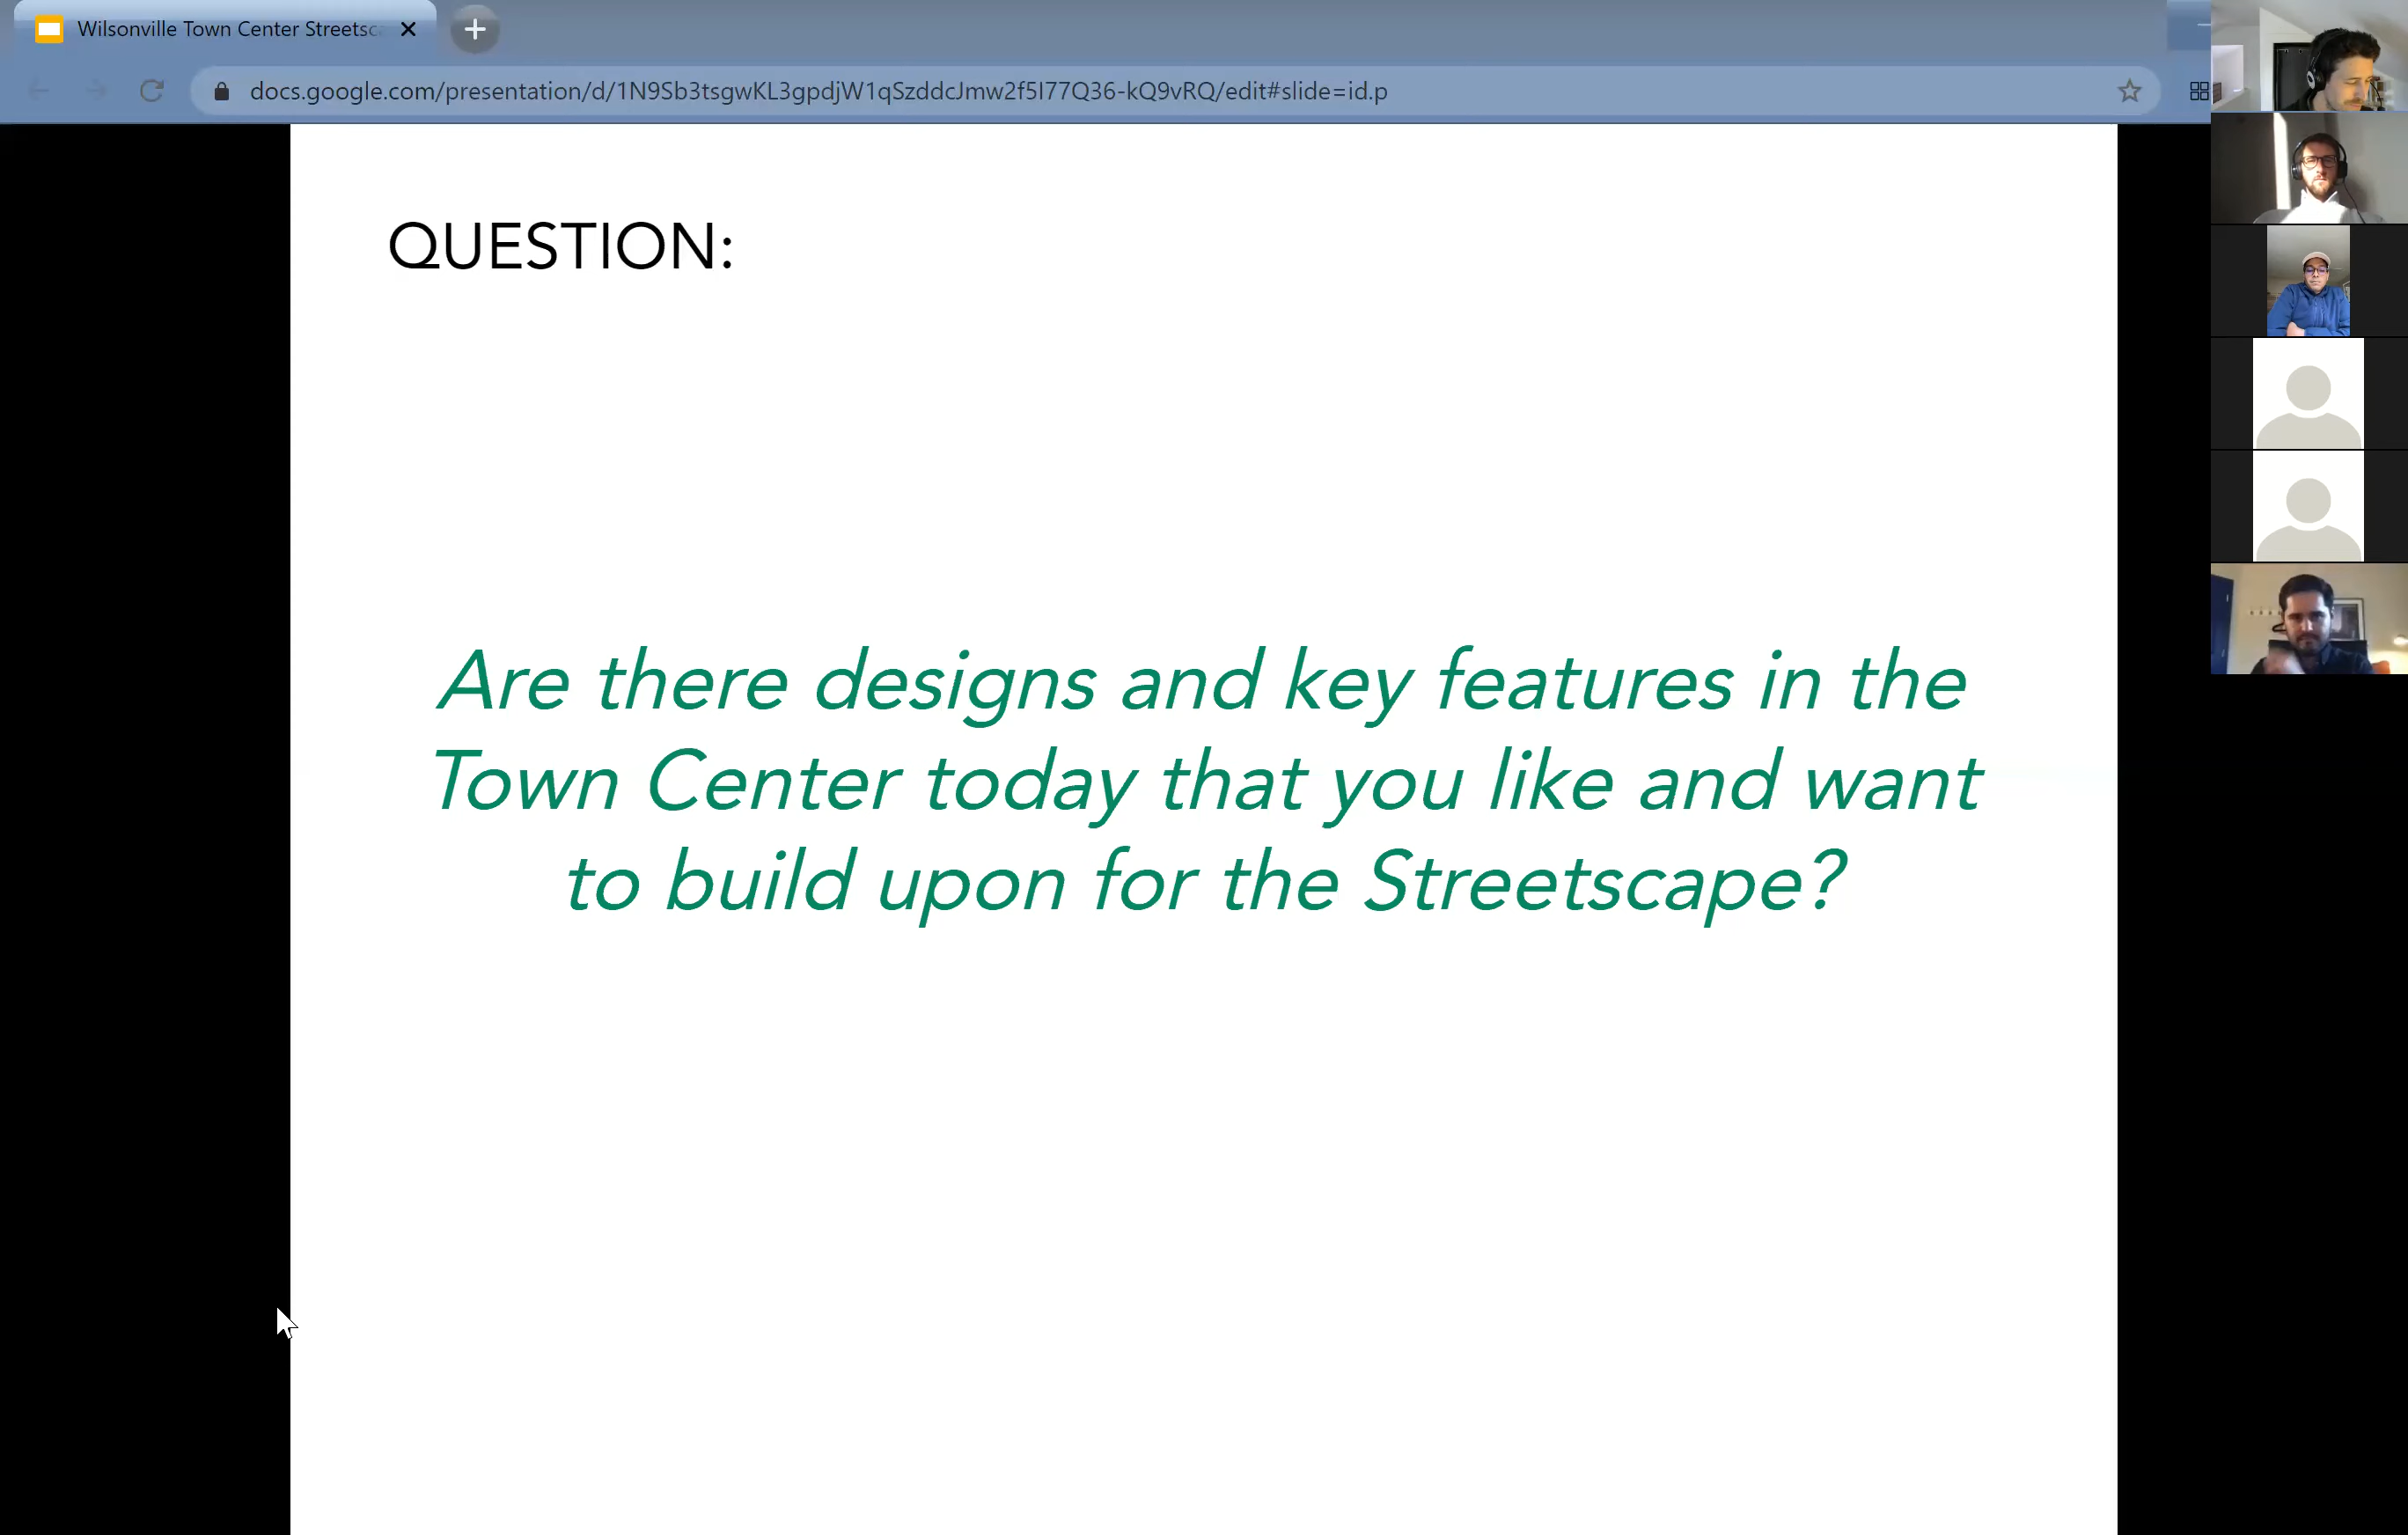 Wilsonville Town Center Streetsc
docs.google.com/presentation/d/1N9Sb3tsgwKL3gpdjW1qSzddcJmw2f5I77Q36-kQ9vRQ/edit#slide=id.p
QUESTION:
Are there designs and key features in the
Town Center today that you like and want
to build upon for the Streetscape?